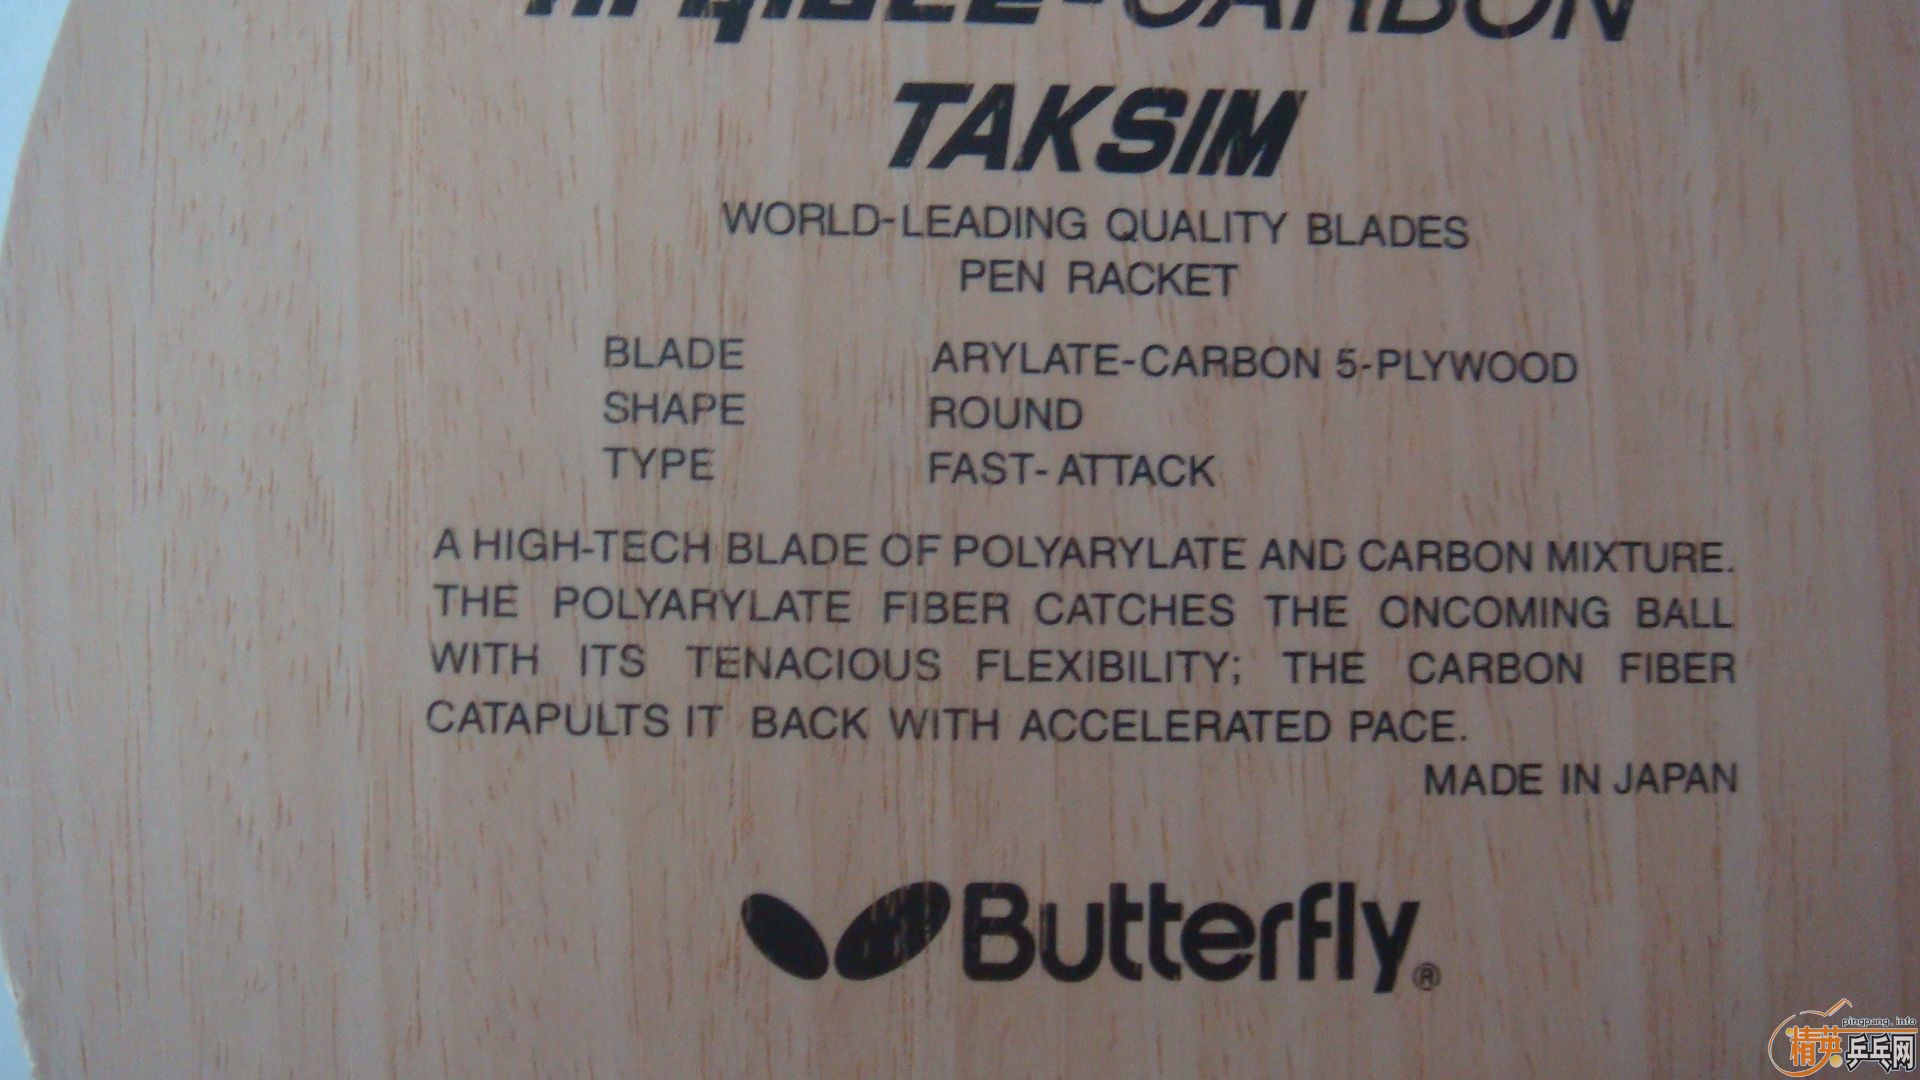 ARYLATE-CARBON
TAKSIM
WORLD-LEADING QUALITY BLADES
PEN RACKET
BLADE ARYLATE-CARBON 5-PLYWOOD
SHAPE ROUND
TYPE FAST-ATTACK
A HIGH-TECH BLADE OF POLYARYLATE AND CARBON MIXTURE.
THE POLYARYLATE FIBER CATCHES THE ONCOMING BALL
WITH ITS TENACIOUS FLEXIBILITY; THE CARBON FIBER
CATAPULTS IT BACK WITH ACCELERATED PACE.
MADE IN JAPAN
Butterfly®
pingpang.info
精英乒乓网